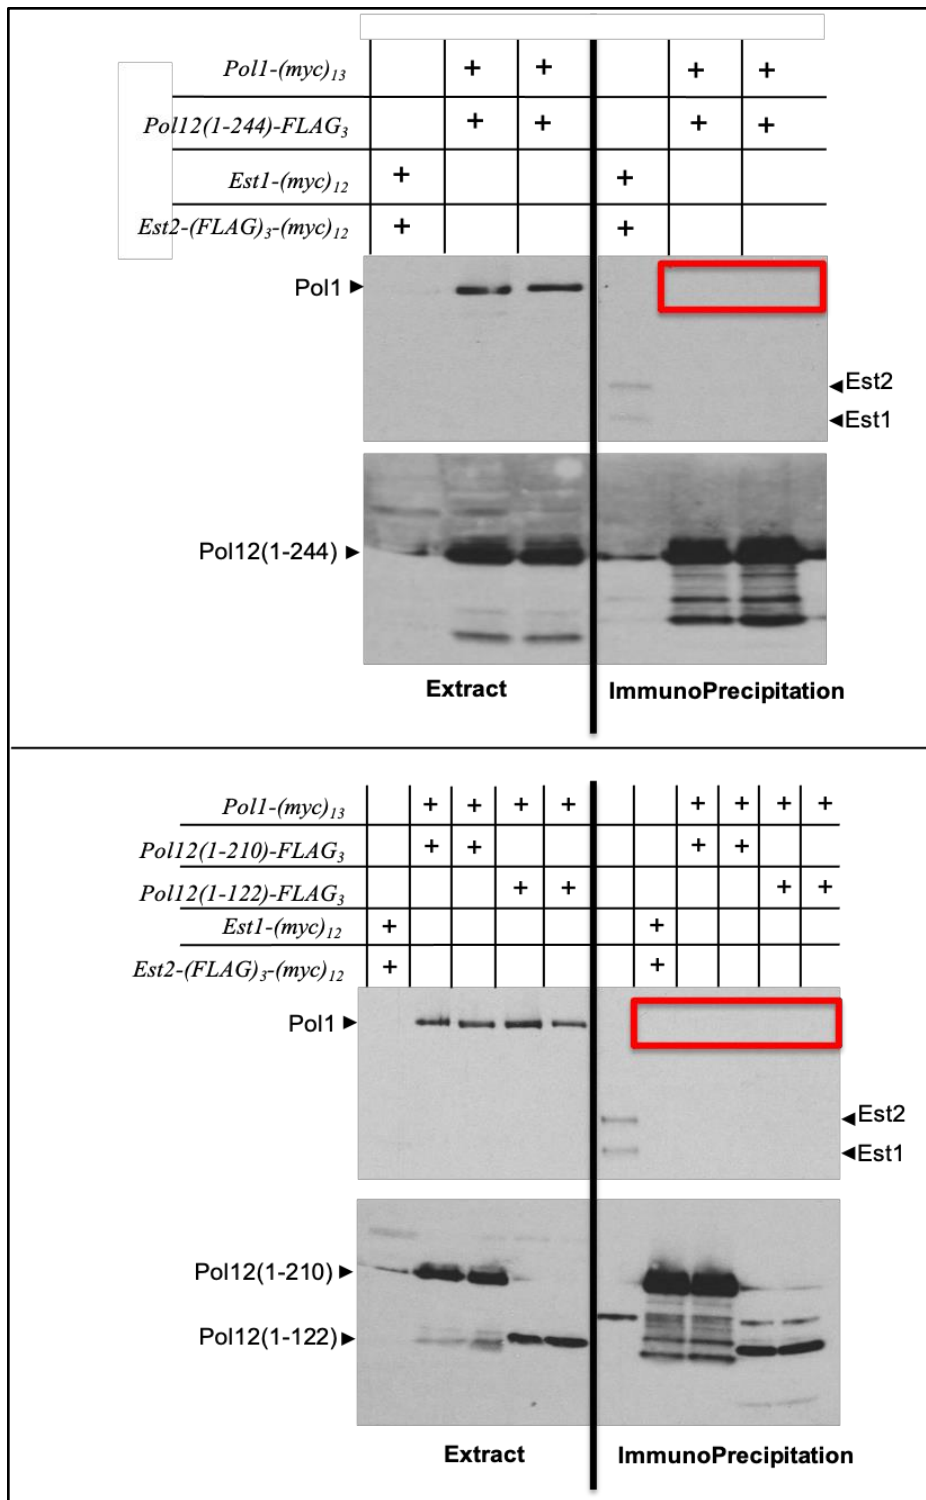 Pol1-(myc)13 + + + +
Pol12(1-244)-FLAG3 + + + +
Est1-(myc)12 + +
Est2-(FLAG)3-(myc)12 + +
Pol1
Est2
Est1
Pol12(1-244)
Extract ImmunoPrecipitation
Pol1-(myc)13 + + + + + + + +
Pol12(1-210)-FLAG3 + + + +
Pol12(1-122)-FLAG3 + + + +
Est1-(myc)12 + +
Est2-(FLAG)3-(myc)12 + +
Pol1
Est2
Est1
Pol12(1-210)
Pol12(1-122)
Extract ImmunoPrecipitation